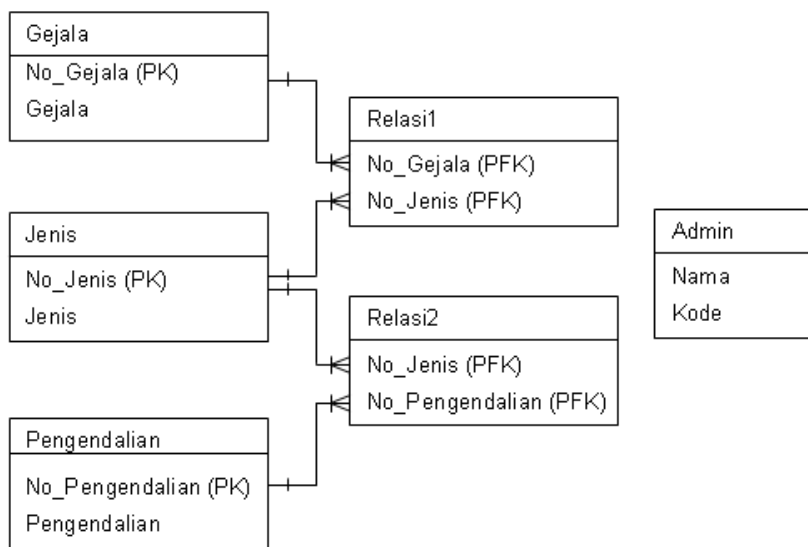 Gejala
No_Gejala (PK)
Gejala
Jenis
No_Jenis (PK)
Jenis
Pengendalian
No_Pengendalian (PK)
Pengendalian
Relasi1
No_Gejala (PFK)
No_Jenis (PFK)
Relasi2
No_Jenis (PFK)
No_Pengendalian (PFK)
Admin
Nama
Kode